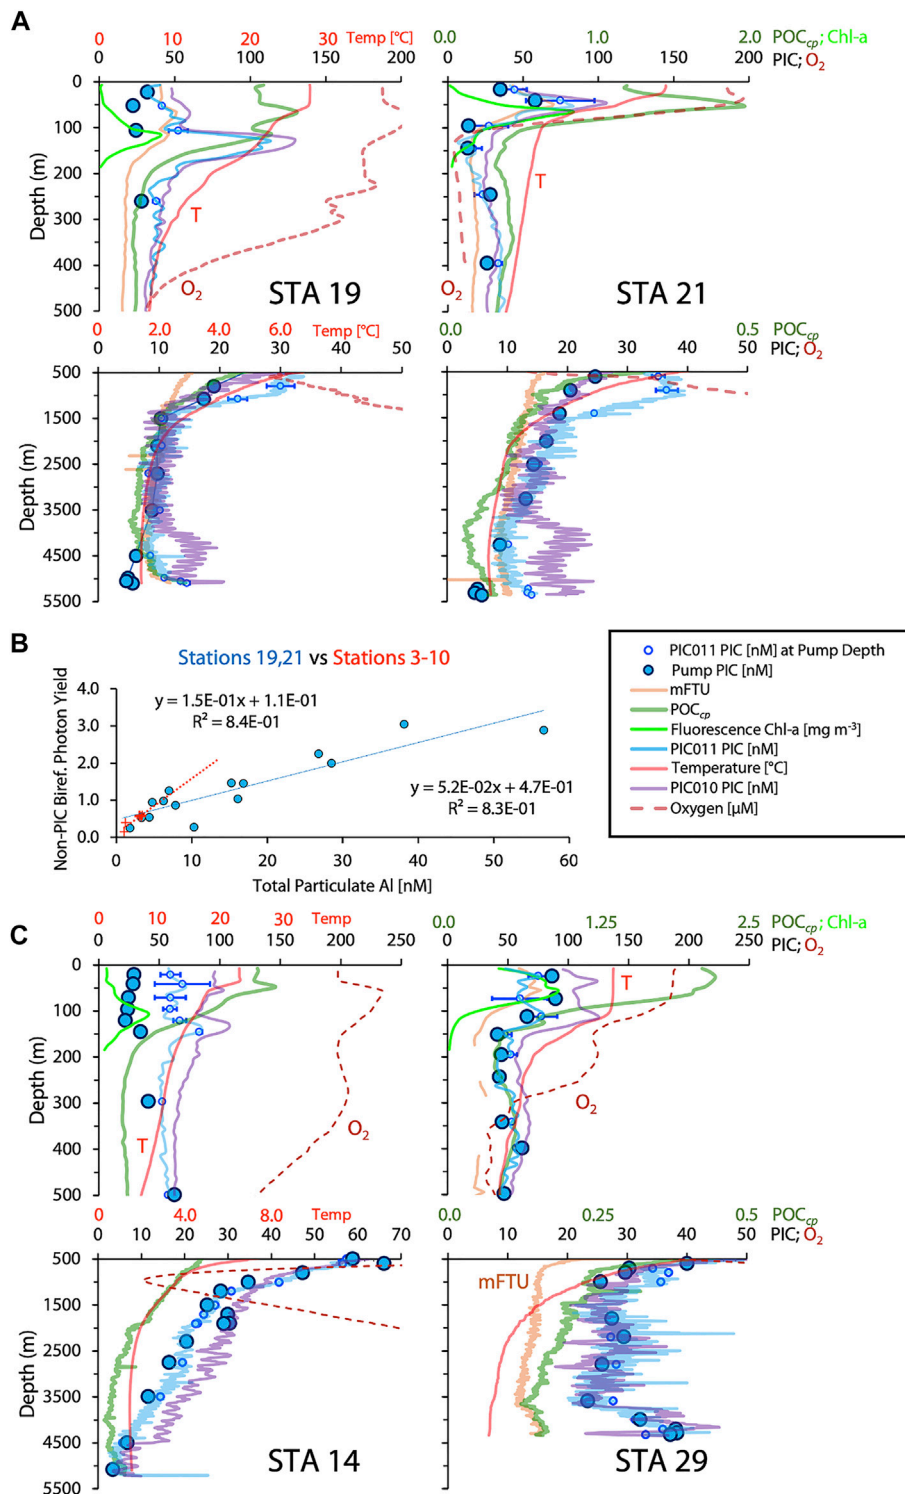 A
0 10 20 30 Temp [°C]
0 50 100 150 200
0.0 1.0 2.0 POCcp; Chl-a
0 50 100 150 200 PIC; O2
0
100
200
300
400
500
Depth (m)
T
O2
STA 19
T
O2
STA 21
0 2.0 4.0 6.0 Temp [°C]
0 10 20 30 40 50
0.0 0.5 POCcp
0 10 20 30 40 50 PIC; O2
500
1500
2500
3500
4500
5500
Depth (m)
B
Stations 19,21 vs Stations 3-10
4.0
3.0
2.0
1.0
0.0
Non-PIC Biref. Photon Yield
y = 1.5E-01x + 1.1E-01
R² = 8.4E-01
y = 5.2E-02x + 4.7E-01
R² = 8.3E-01
0 10 20 30 40 50 60
Total Particulate Al [nM]
PIC011 PIC [nM] at Pump Depth
Pump PIC [nM]
mFTU
POCcp
Fluorescence Chl-a [mg m-3]
PIC011 PIC [nM]
Temperature [°C]
PIC010 PIC [nM]
Oxygen [µM]
C
0 10 20 30 Temp
0 50 100 150 200 250
0.0 1.25 2.5 POCcp; Chl-a
0 50 100 150 200 250 PIC; O2
0
100
200
300
400
500
Depth (m)
T
O2
T
O2
0 4.0 8.0 Temp
0 10 20 30 40 50 60 70
0.0 0.25 0.5 POCcp
0 10 20 30 40 50 PIC; O2
500
1500
2500
3500
4500
5500
Depth (m)
STA 14
mFTU
STA 29